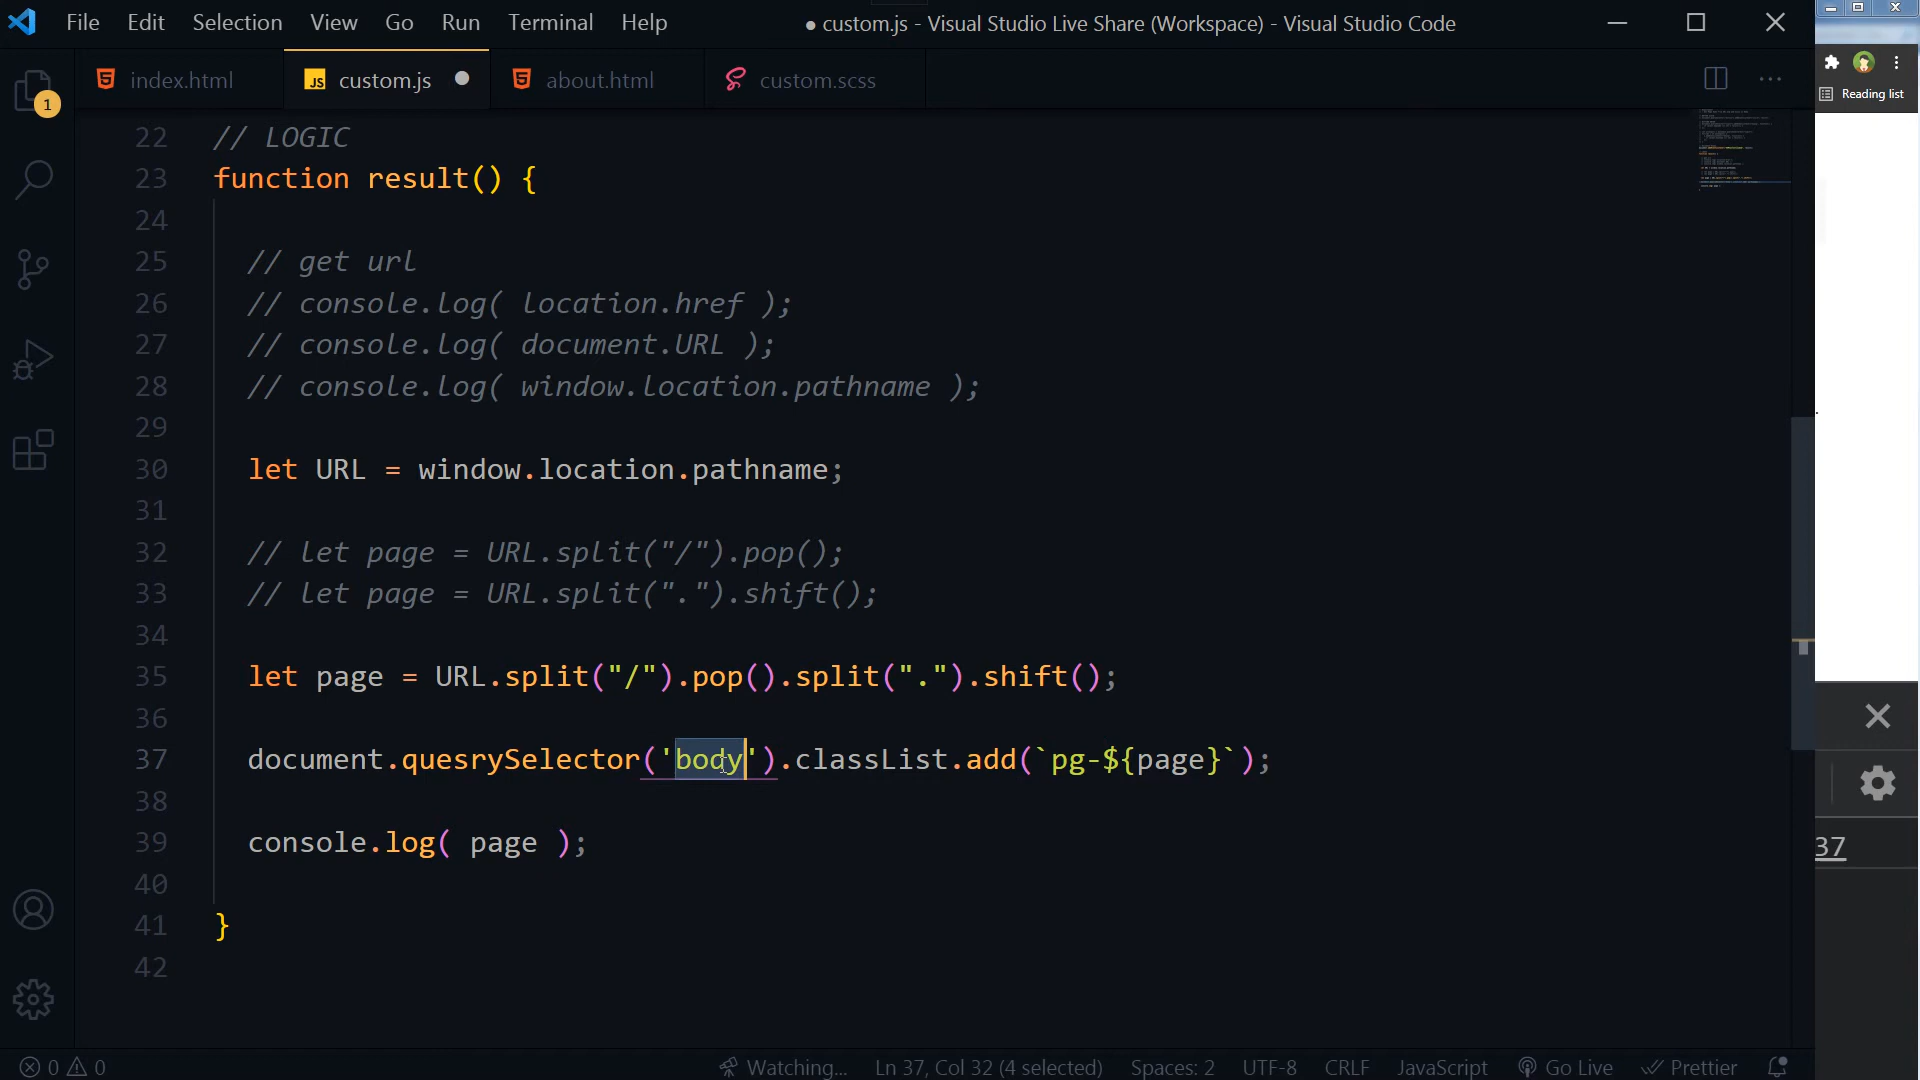 File Edit Selection View Go Run Terminal Help
● custom.js - Visual Studio Live Share (Workspace) - Visual Studio Code
index.html
JS custom.js
about.html
custom.scss
Reading list
1
22 // LOGIC
23 function result() {
24
25 // get url
26 // console.log( location.href );
27 // console.log( document.URL );
28 // console.log( window.location.pathname );
29
30 let URL = window.location.pathname;
31
32 // let page = URL.split("/").pop();
33 // let page = URL.split(".").shift();
34
35 let page = URL.split("/").pop().split(".").shift();
36
37 document.quesrySelector('body').classList.add(`pg-${page}`);
38
39 console.log( page );
40
41 }
42
37
0 0 Watching... Ln 37, Col 32 (4 selected) Spaces: 2 UTF-8 CRLF JavaScript Go Live Prettier